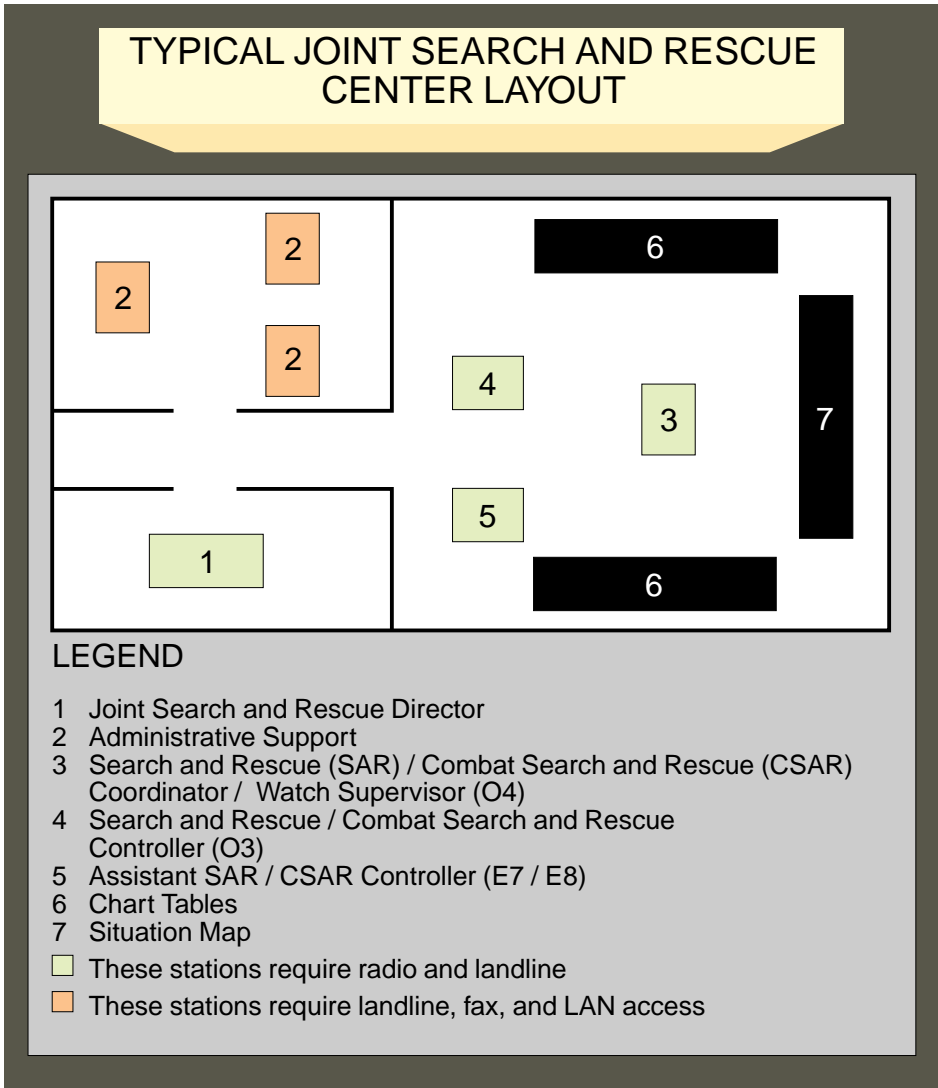 TYPICAL JOINT SEARCH AND RESCUE
CENTER LAYOUT
2
2
2
6
4
3
7
5
1
6
LEGEND
1 Joint Search and Rescue Director
2 Administrative Support
3 Search and Rescue (SAR) / Combat Search and Rescue (CSAR)
Coordinator / Watch Supervisor (O4)
4 Search and Rescue / Combat Search and Rescue
Controller (O3)
5 Assistant SAR / CSAR Controller (E7 / E8)
6 Chart Tables
7 Situation Map
These stations require radio and landline
These stations require landline, fax, and LAN access